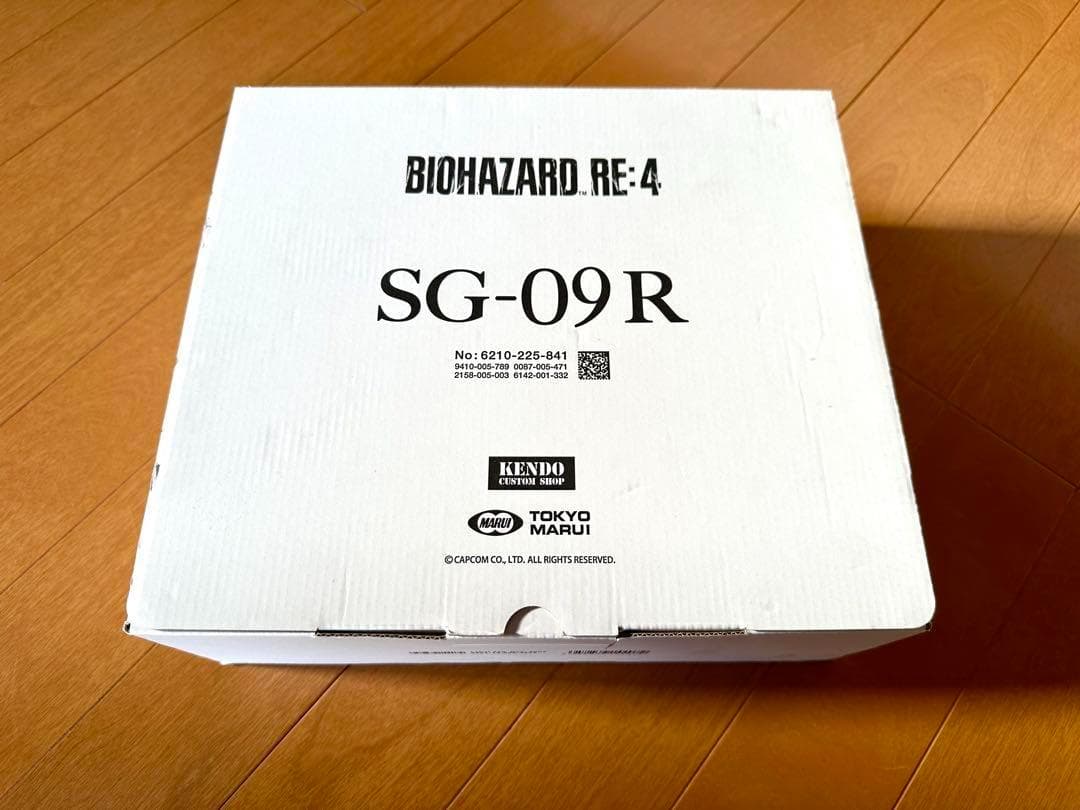 BIOHAZARD™ RE:4
SG-09 R
No: 6210-225-841
9410-005-789 0087-005-471
2158-005-003 6142-001-332
KENDO
CUSTOM SHOP
MARUI
TOKYO
MARUI
©CAPCOM CO., LTD. ALL RIGHTS RESERVED.